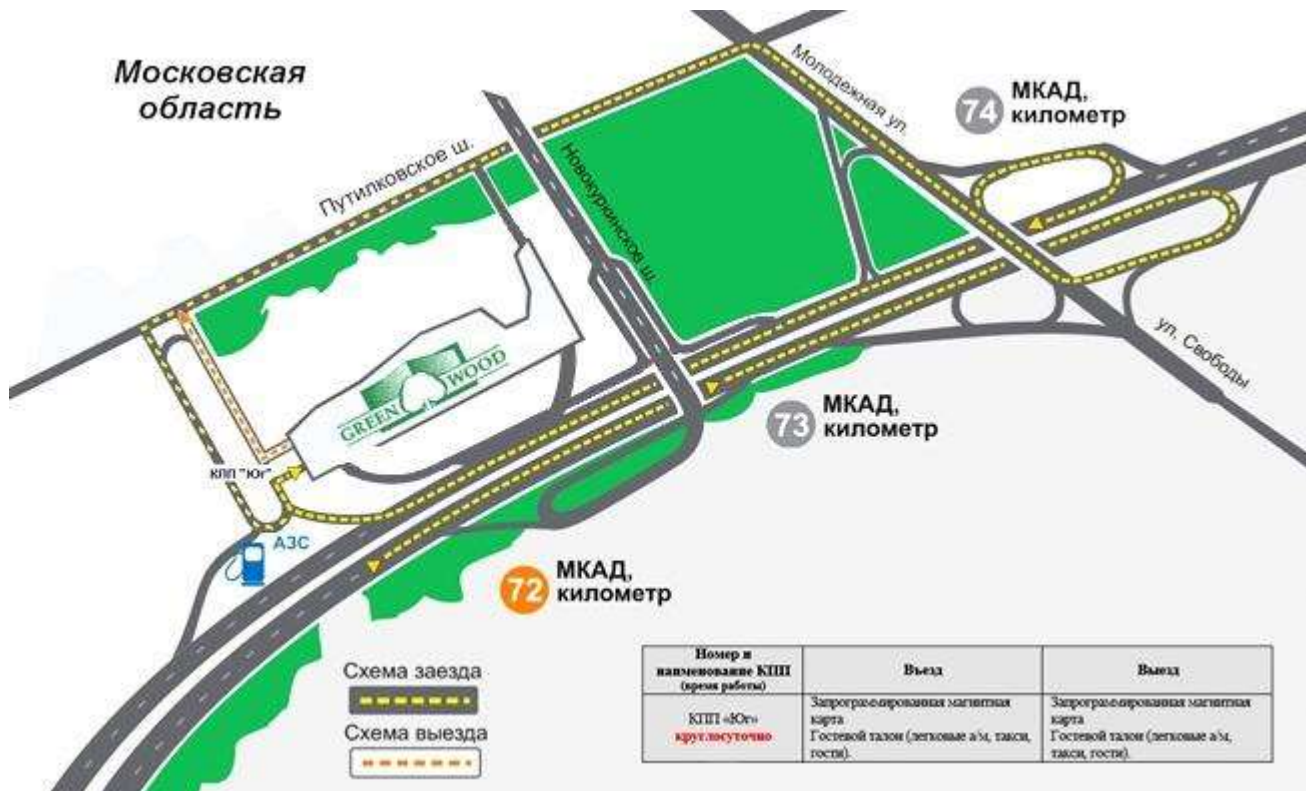 Московская
область
Молодежная ул.
74
МКАД,
километр
Путилковское ш.
Новокуркинское ш.
GREEN WOOD
ул. Свободы
73
МКАД,
километр
КПП "Юг"
АЗС
72
МКАД,
километр
Схема заезда
Схема выезда
Номер и
наименование КПП
(время работы)
Въезд
Выезд
КПП «Юг»
круглосуточно
Запрограммированная магнитная
карта
Гостевой талон (легковые а/м, такси,
гости).
Запрограммированная магнитная
карта
Гостевой талон (легковые а/м,
такси, гости).